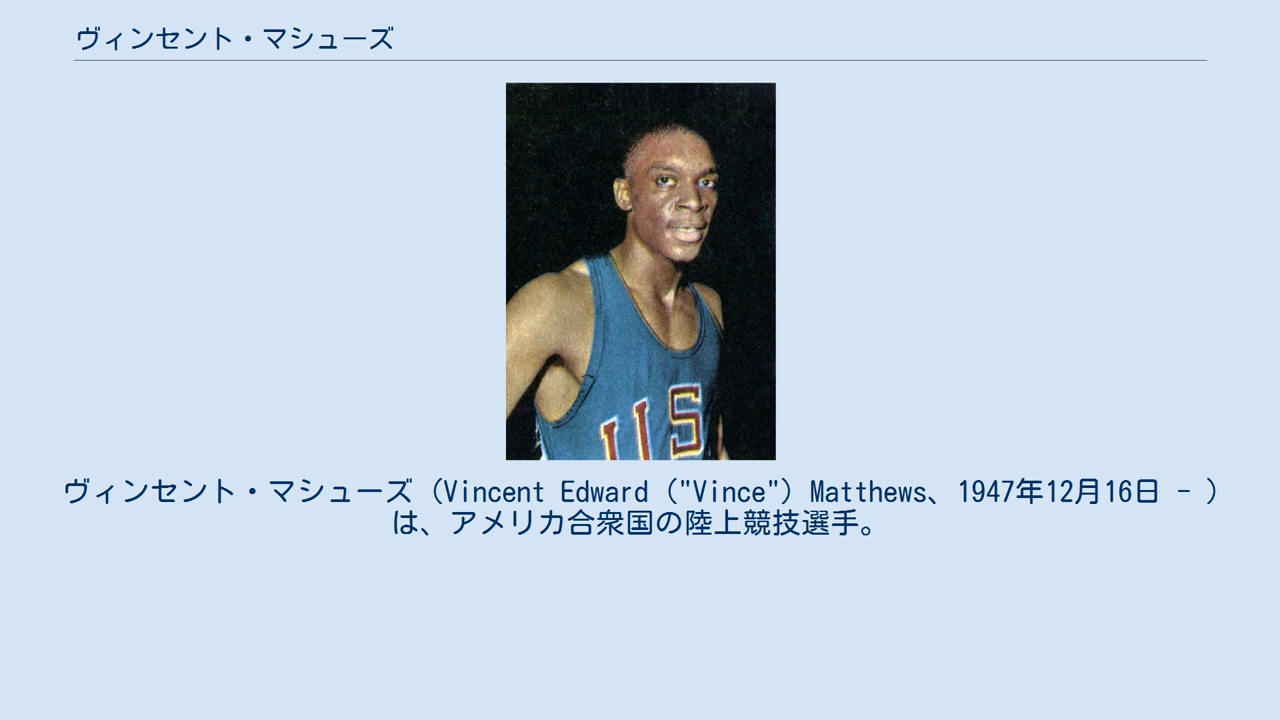 ヴィンセント・マシューズ
US
ヴィンセント・マシューズ（Vincent Edward（"Vince"）Matthews、1947年12月16日 - ）
は、アメリカ合衆国の陸上競技選手。